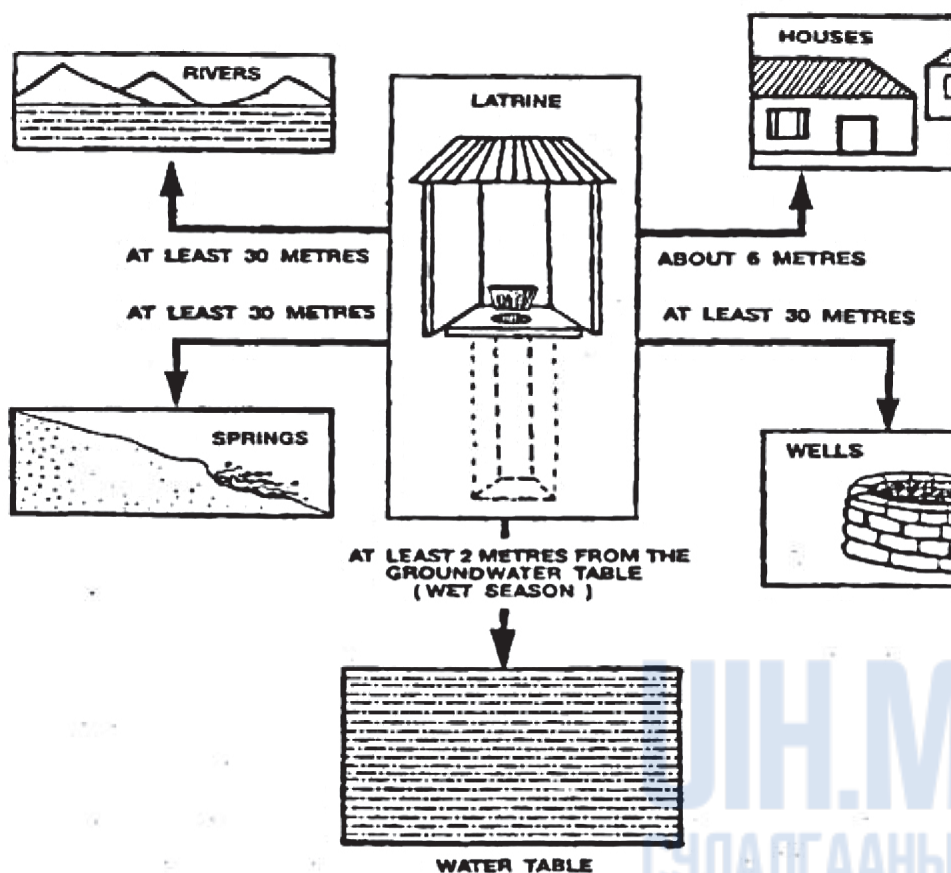 RIVERS
LATRINE
HOUSES
AT LEAST 30 METRES
ABOUT 6 METRES
AT LEAST 30 METRES
AT LEAST 30 METRES
SPRINGS
WELLS
AT LEAST 2 METRES FROM THE
GROUNDWATER TABLE
( WET SEASON )
WATER TABLE
UIH.M